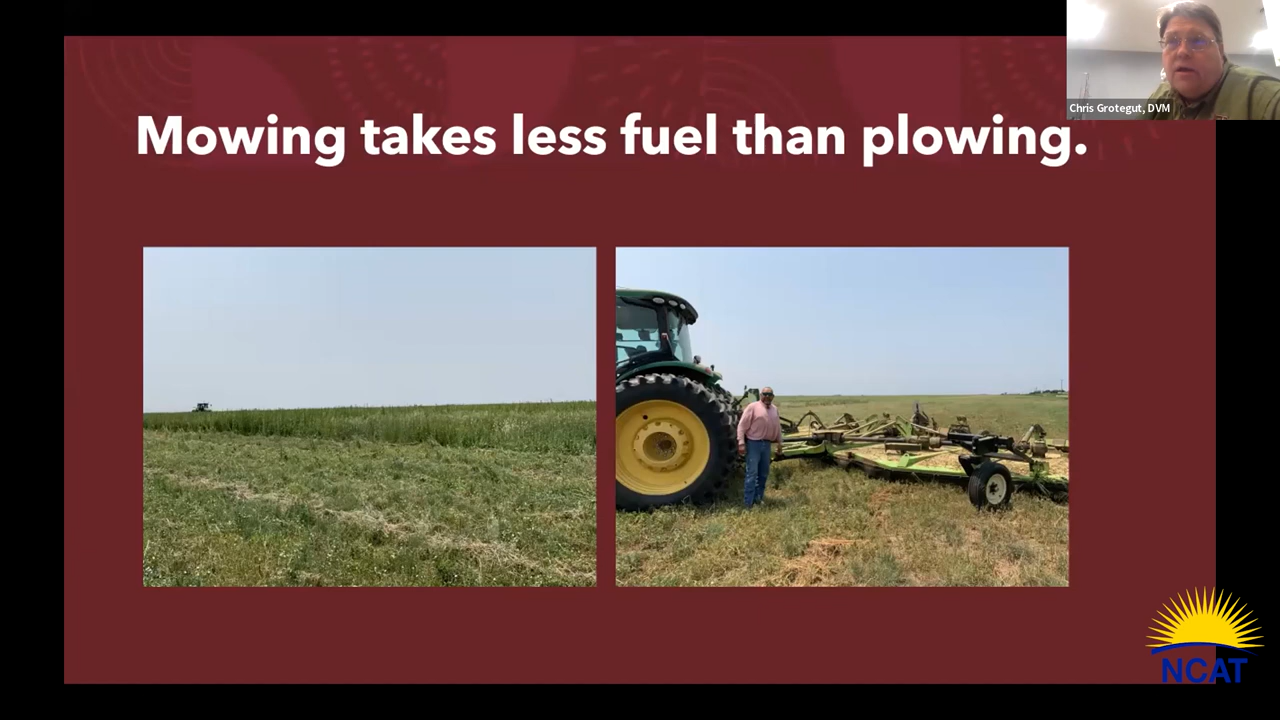 Chris Grotegut, DVM
Mowing takes less fuel than plowing.
NCAT